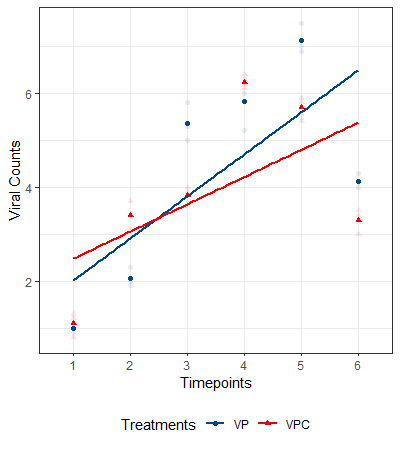 Viral Counts
6
4
2
1 2 3 4 5 6
Timepoints
Treatments VP VPC